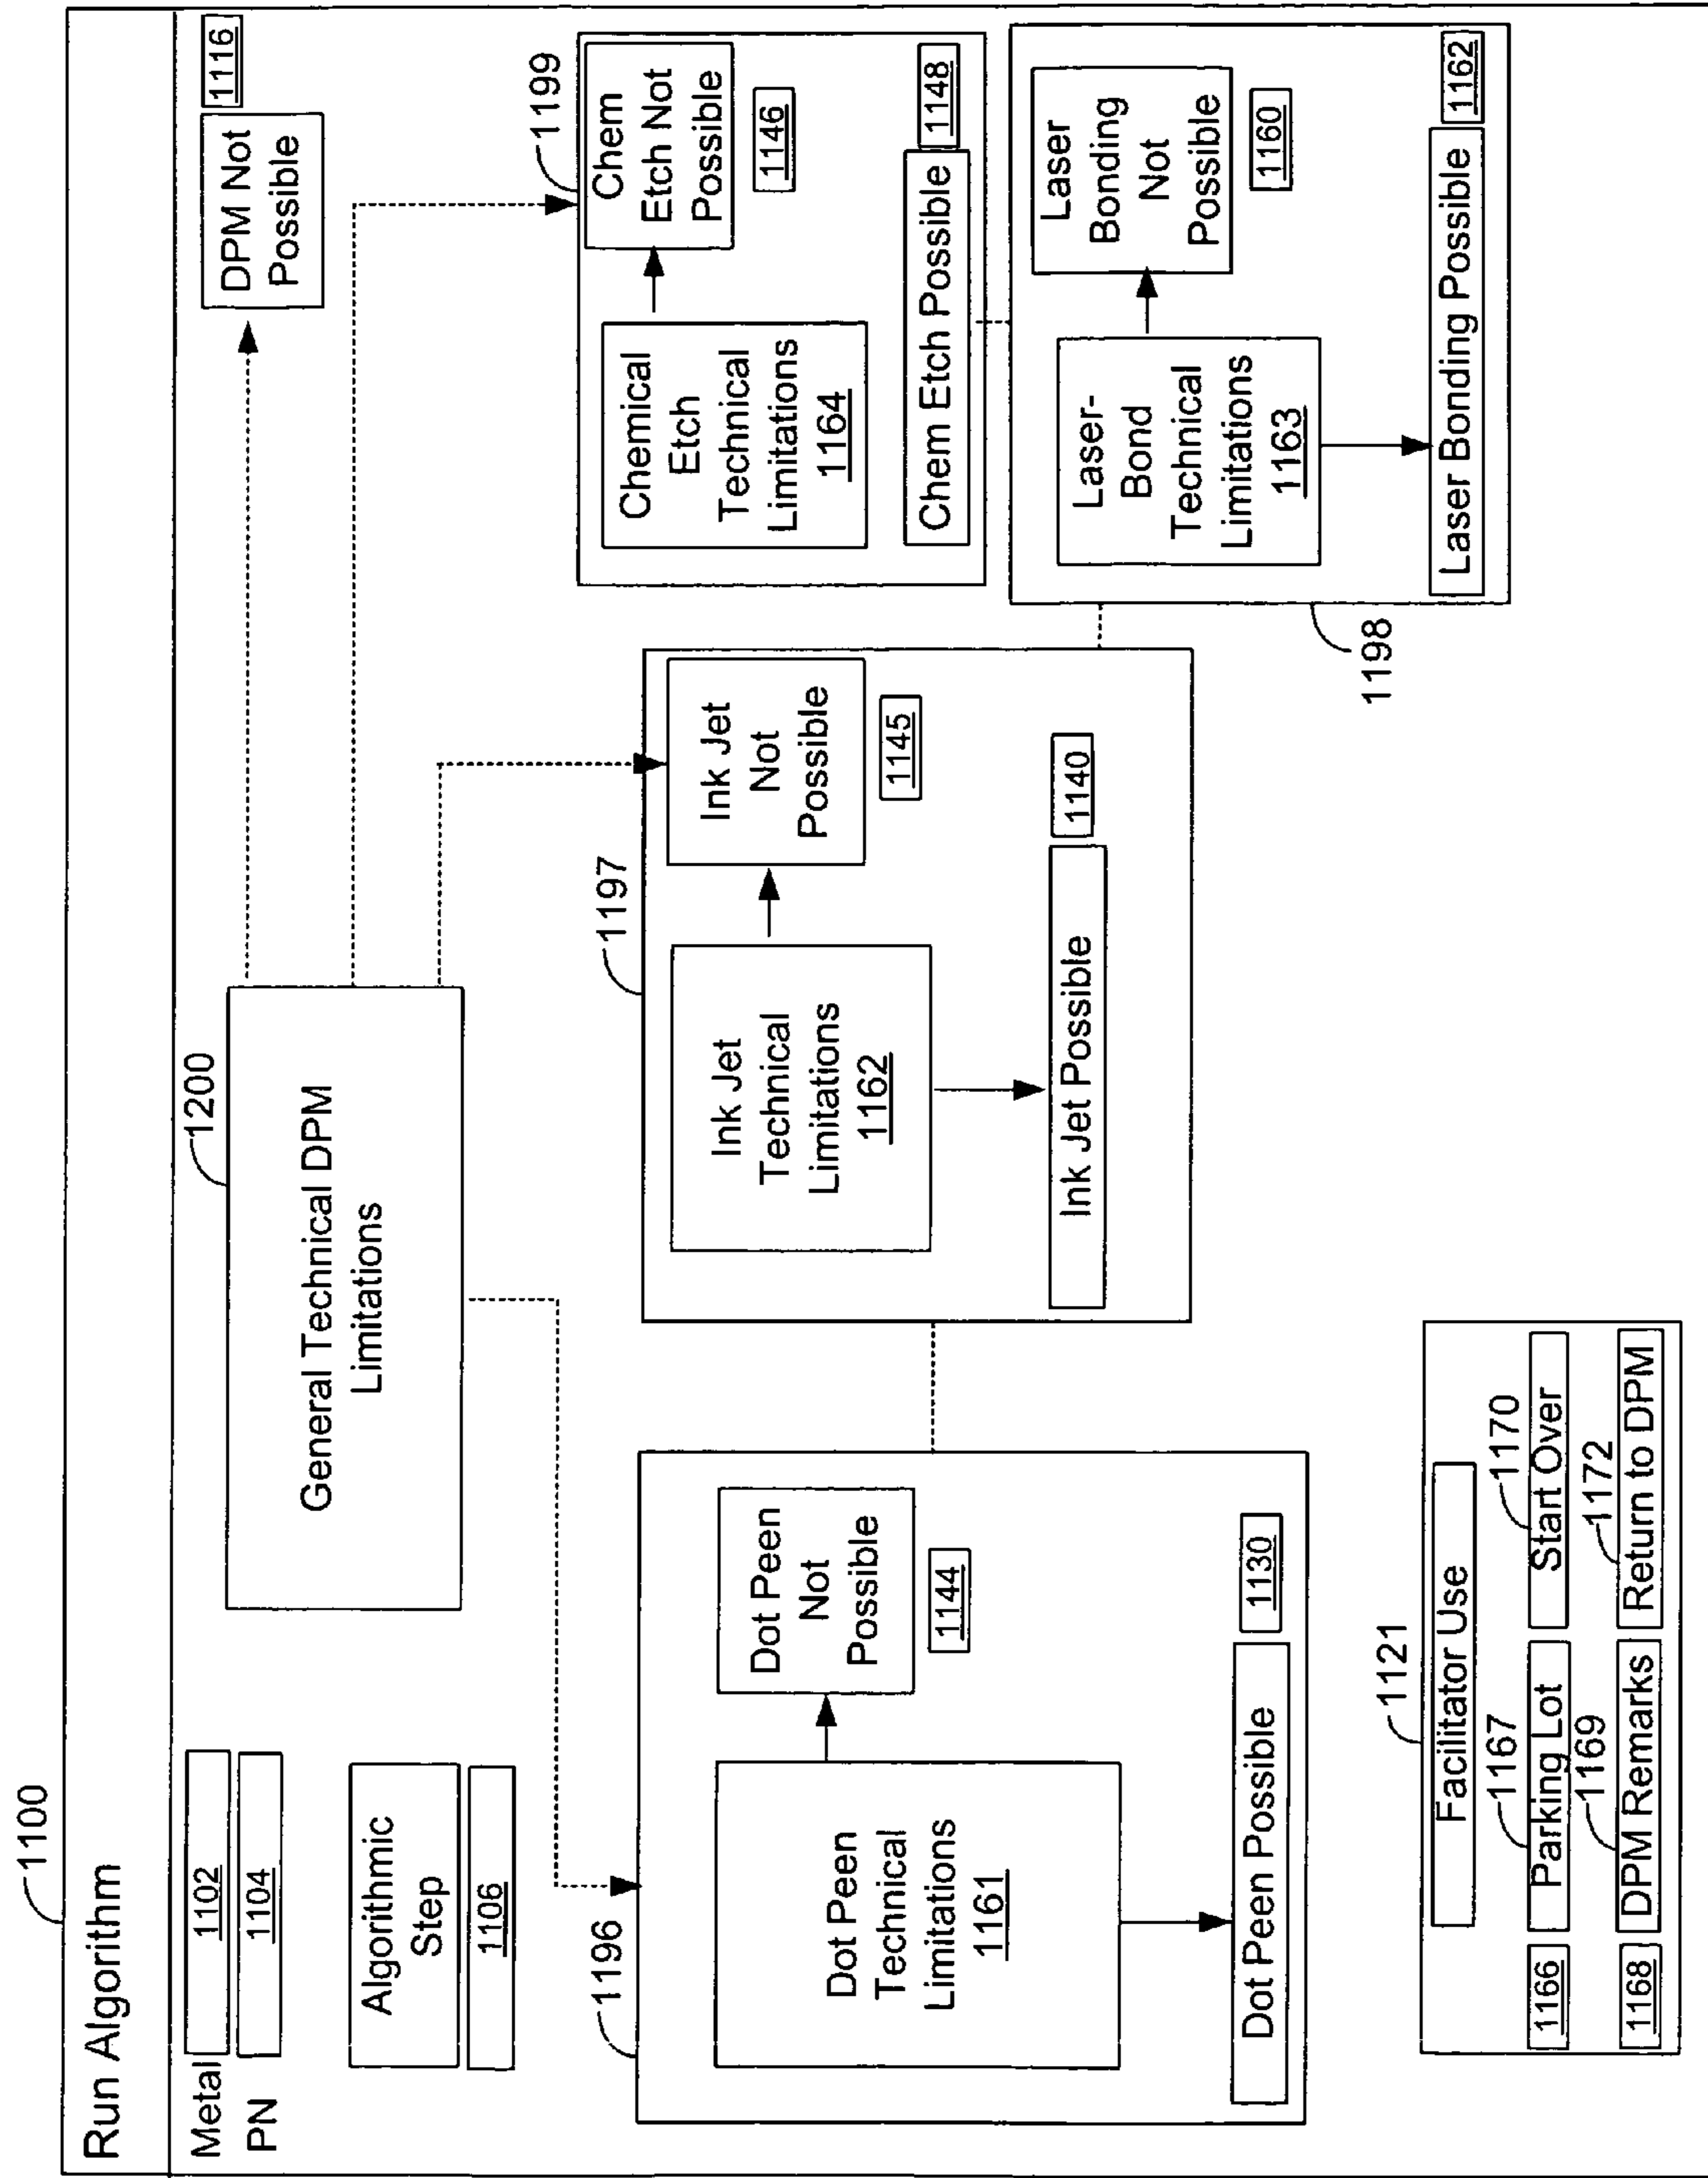 1100
Run Algorithm
Metal
1102
PN
1104
Algorithmic
Step
1106
1200
General Technical DPM
Limitations
DPM Not
Possible
1116
1196
Dot Peen
Technical
Limitations
1161
Dot Peen
Not
Possible
1144
Dot Peen Possible
1130
1197
Ink Jet
Technical
Limitations
1162
Ink Jet
Not
Possible
1145
Ink Jet Possible
1140
1199
Chemical
Etch
Technical
Limitations
1164
Chem
Etch Not
Possible
1146
Chem Etch Possible
1148
1198
Laser-
Bond
Technical
Limitations
1163
Laser
Bonding
Not
Possible
1160
Laser Bonding Possible
1162
1121
Facilitator Use
1166
1167
Parking Lot
1170
Start Over
1168
1169
DPM Remarks
1172
Return to DPM